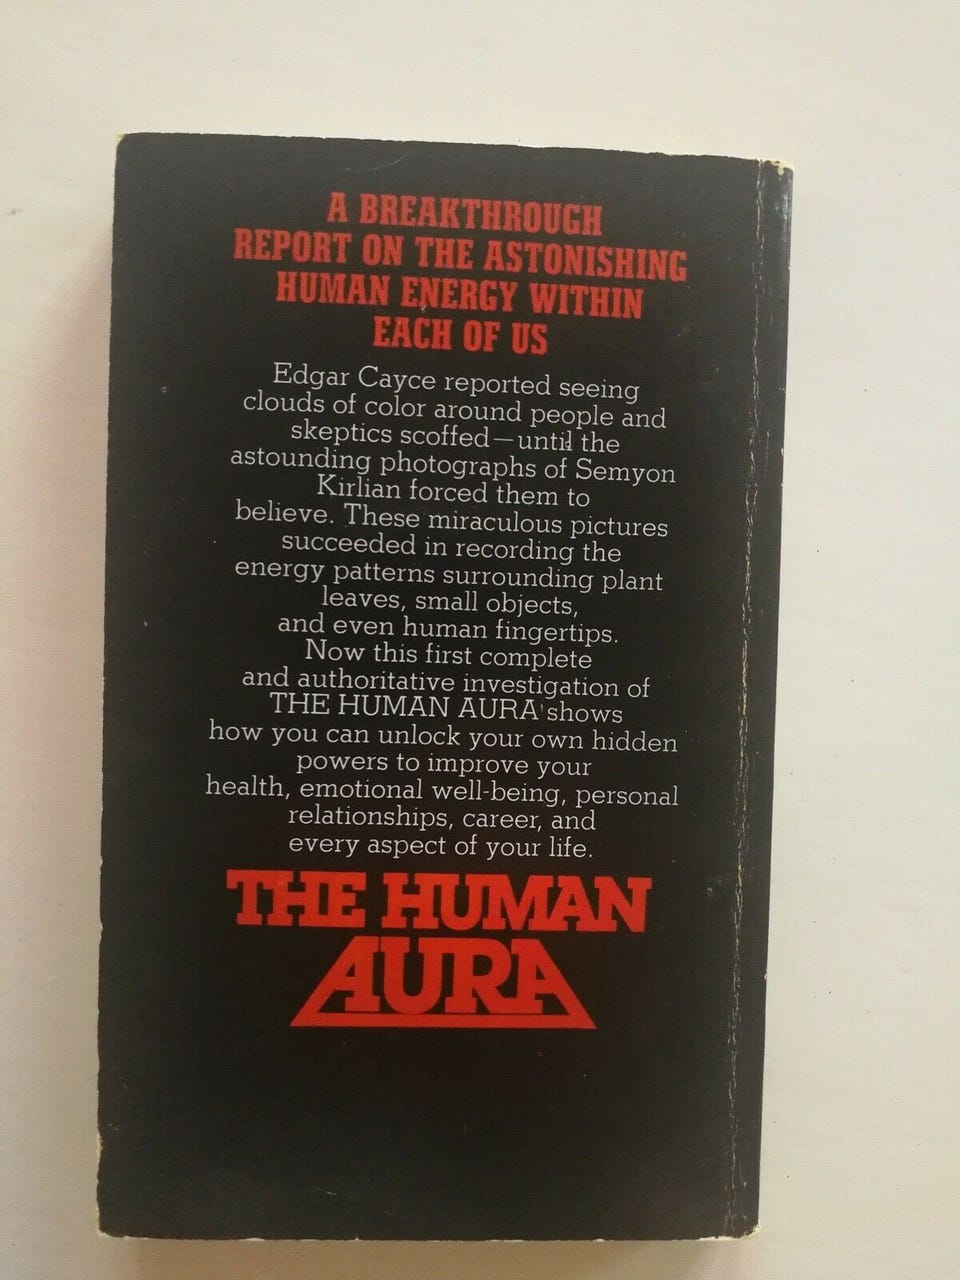 A BREAKTHROUGH
REPORT ON THE ASTONISHING
HUMAN ENERGY WITHIN
EACH OF US
Edgar Cayce reported seeing
clouds of color around people and
skeptics scoffed—until the
astounding photographs of Semyon
Kirlian forced them to
believe. These miraculous pictures
succeeded in recording the
energy patterns surrounding plant
leaves, small objects,
and even human fingertips.
Now this first complete
and authoritative investigation of
THE HUMAN AURA shows
how you can unlock your own hidden
powers to improve your
health, emotional well-being, personal
relationships, career, and
every aspect of your life.
THE HUMAN
AURA